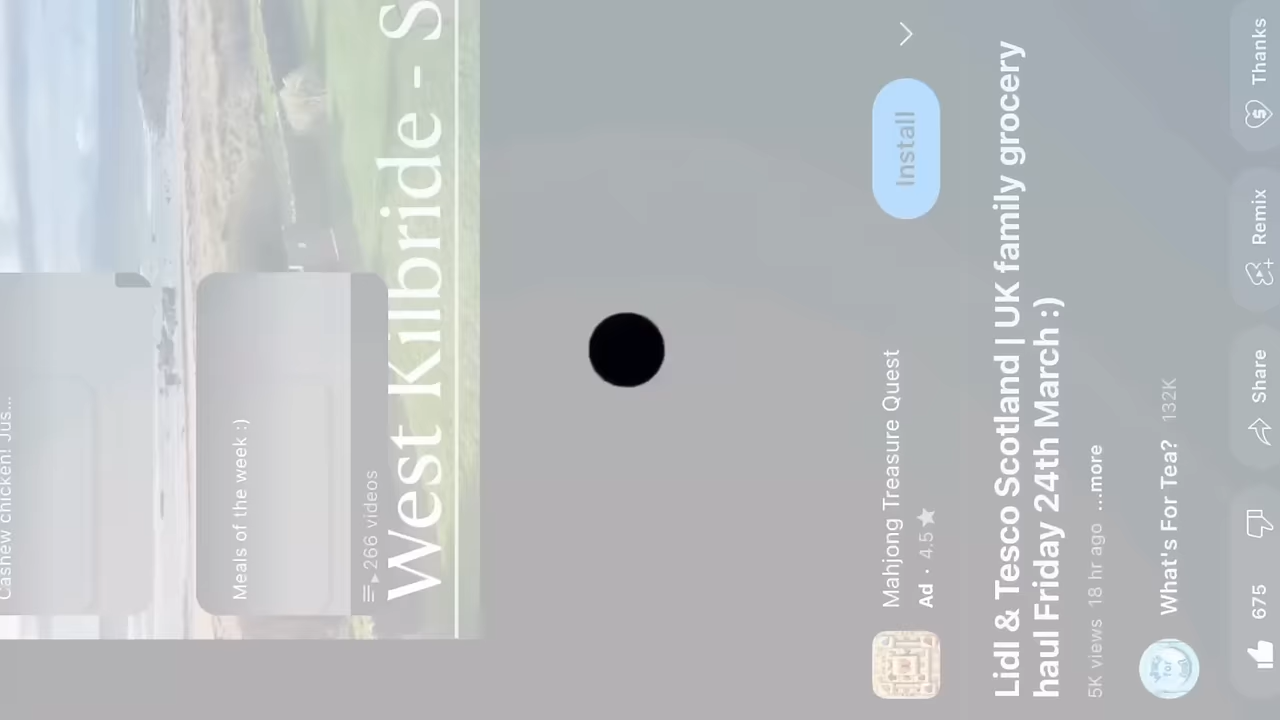 Cashew chicken! Jus...
Meals of the week :)
266 videos
West Kilbride - S
Mahjong Treasure Quest
Ad · 4.5★
Install
Lidl & Tesco Scotland | UK family grocery
haul Friday 24th March :)
5K views 18 hr ago ...more
What's For Tea? 132K
675
Share
Remix
Thanks